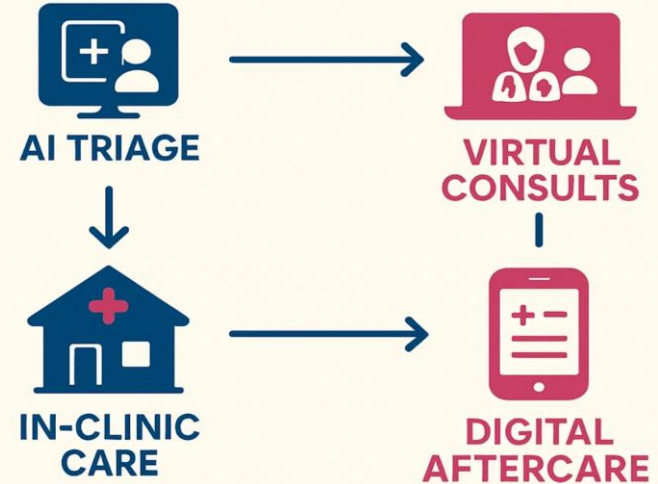 AI TRIAGE
VIRTUAL
CONSULTS
IN-CLINIC
CARE
DIGITAL
AFTERCARE